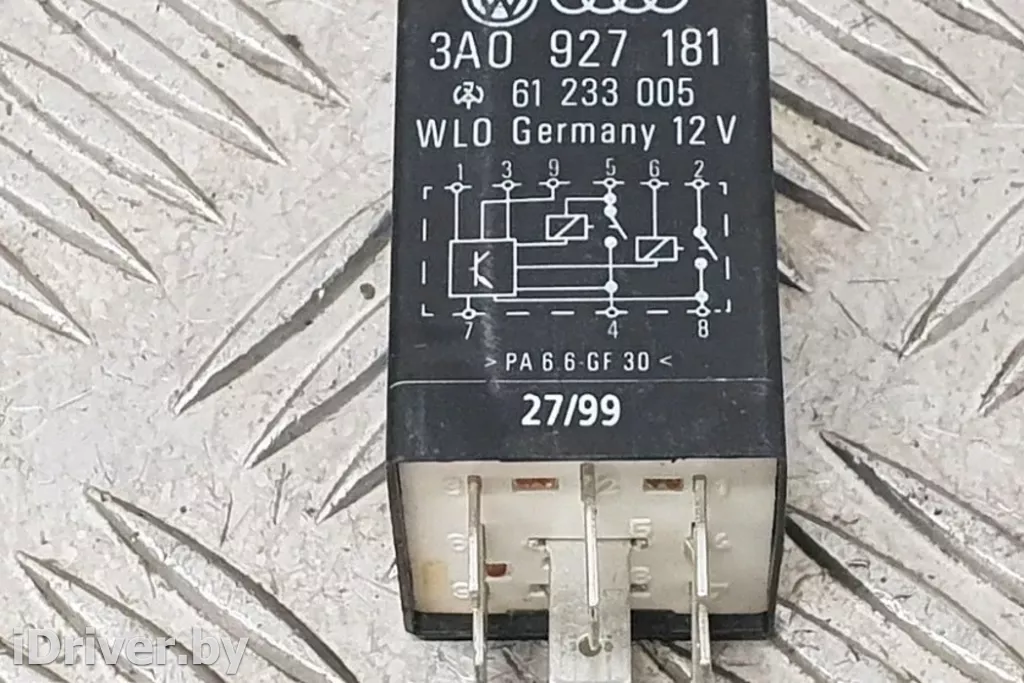 3A0 927 181
61 233 005
WLO Germany 12 V
1 3 9 5 6 2
7 4 8
> PA 6.6-GF 30 <
27/99
iDriver.by